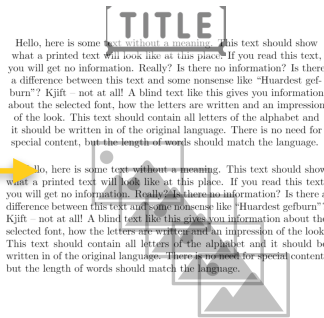 TITLE
Hello, here is some text without a meaning. This text should show
what a printed text will look like at this place. If you read this text,
you will get no information. Really? Is there no information? Is there
a difference between this text and some nonsense like “Huardest gef-
burn”? Kjift – not at all! A blind text like this gives you information
about the selected font, how the letters are written and an impression
of the look. This text should contain all letters of the alphabet and
it should be written in of the original language. There is no need for
special content, but the length of words should match the language.
llo, here is some text without a meaning. This text should show
what a printed text will look like at this place. If you read this text,
you will get no information. Really? Is there no information? Is there a
difference between this text and some nonsense like “Huardest gefburn”?
Kjift – not at all! A blind text like this gives you information about the
selected font, how the letters are written and an impression of the look.
This text should contain all letters of the alphabet and it should be
written in of the original language. There is no need for special content,
but the length of words should match the language.